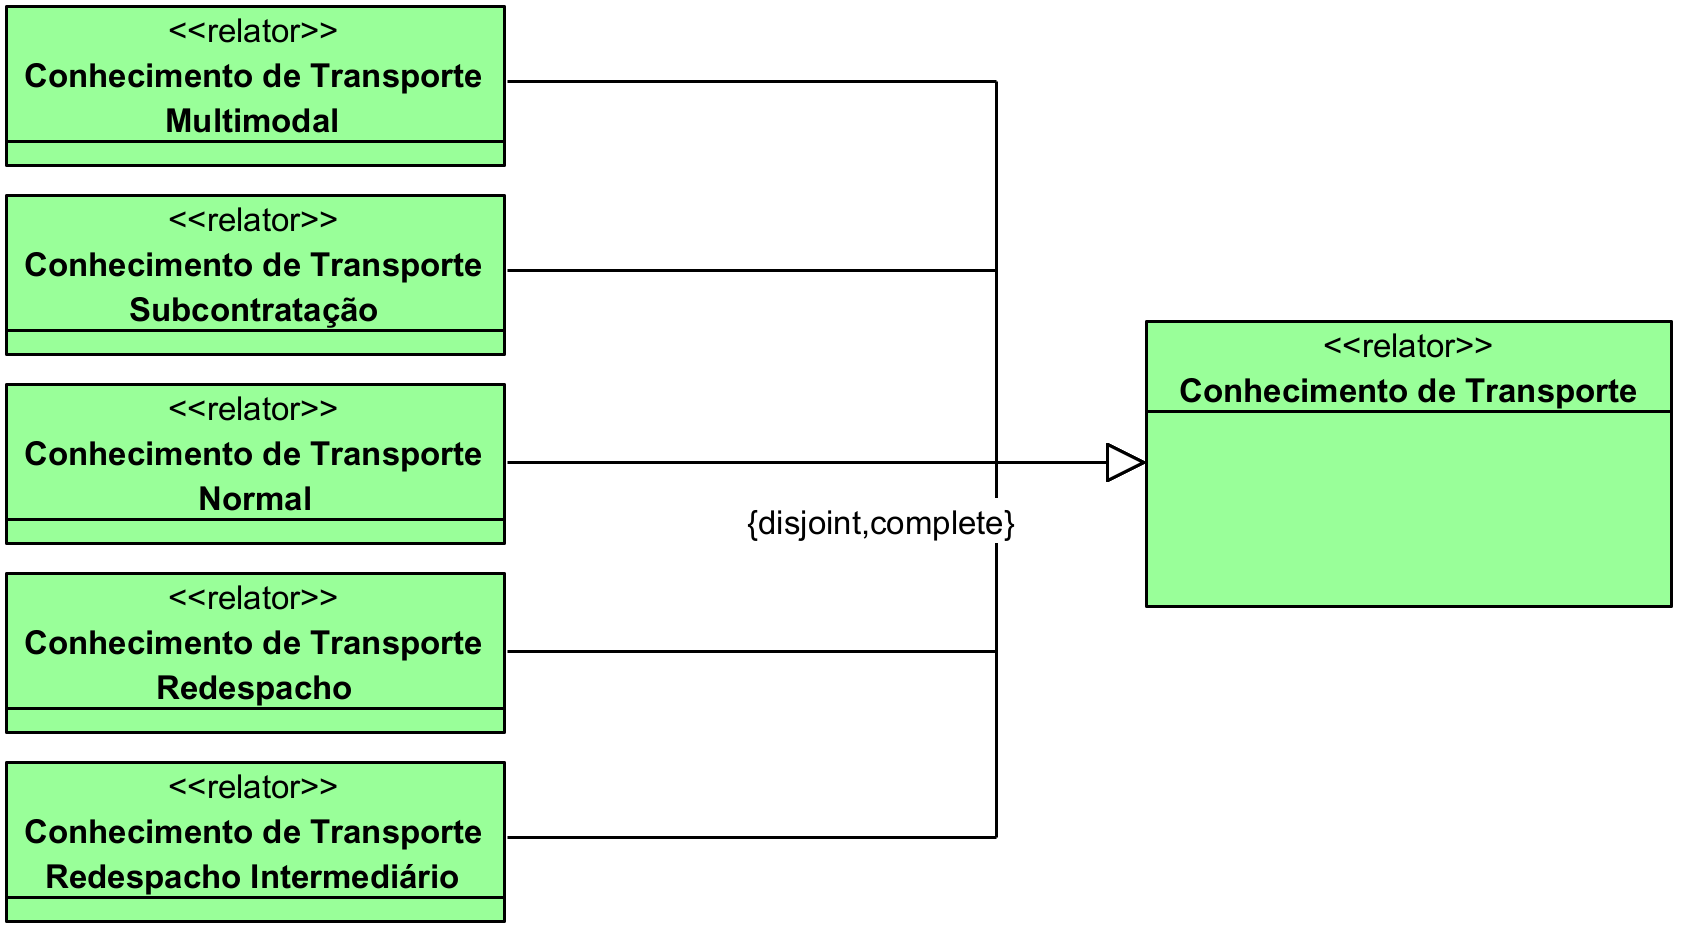 <<relator>>
Conhecimento de Transporte
Multimodal
<<relator>>
Conhecimento de Transporte
Subcontratação
<<relator>>
Conhecimento de Transporte
Normal
<<relator>>
Conhecimento de Transporte
Redespacho
<<relator>>
Conhecimento de Transporte
Redespacho Intermediário
{disjoint,complete}
<<relator>>
Conhecimento de Transporte